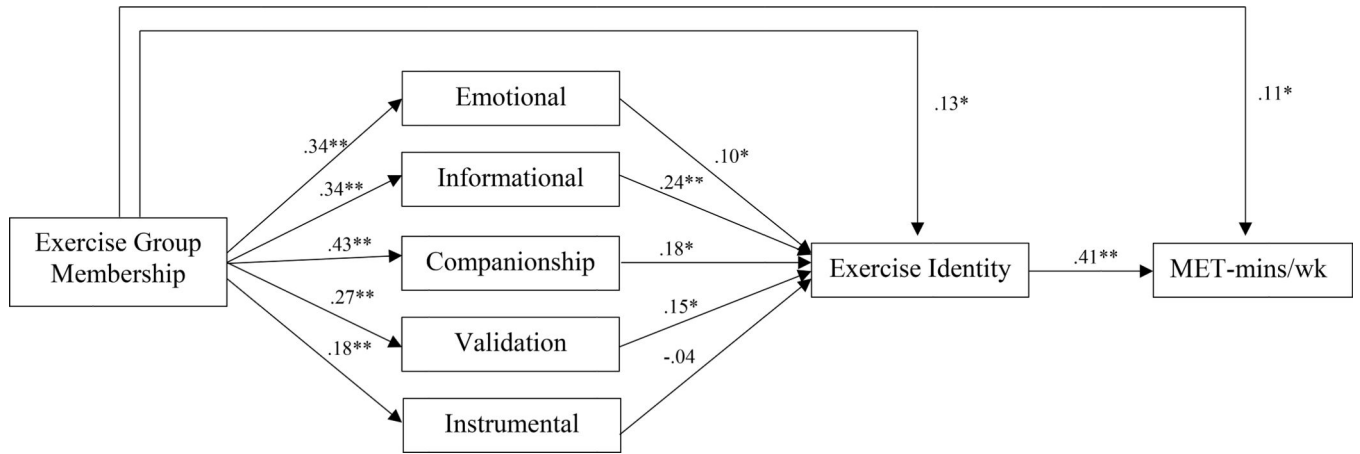 .13*
.11*
Emotional
.34**
.10*
Informational
.34**
.24**
Exercise Group
Membership
.43**
Companionship
.18*
Exercise Identity
.41**
MET-mins/wk
.27**
Validation
.15*
.18**
-.04
Instrumental